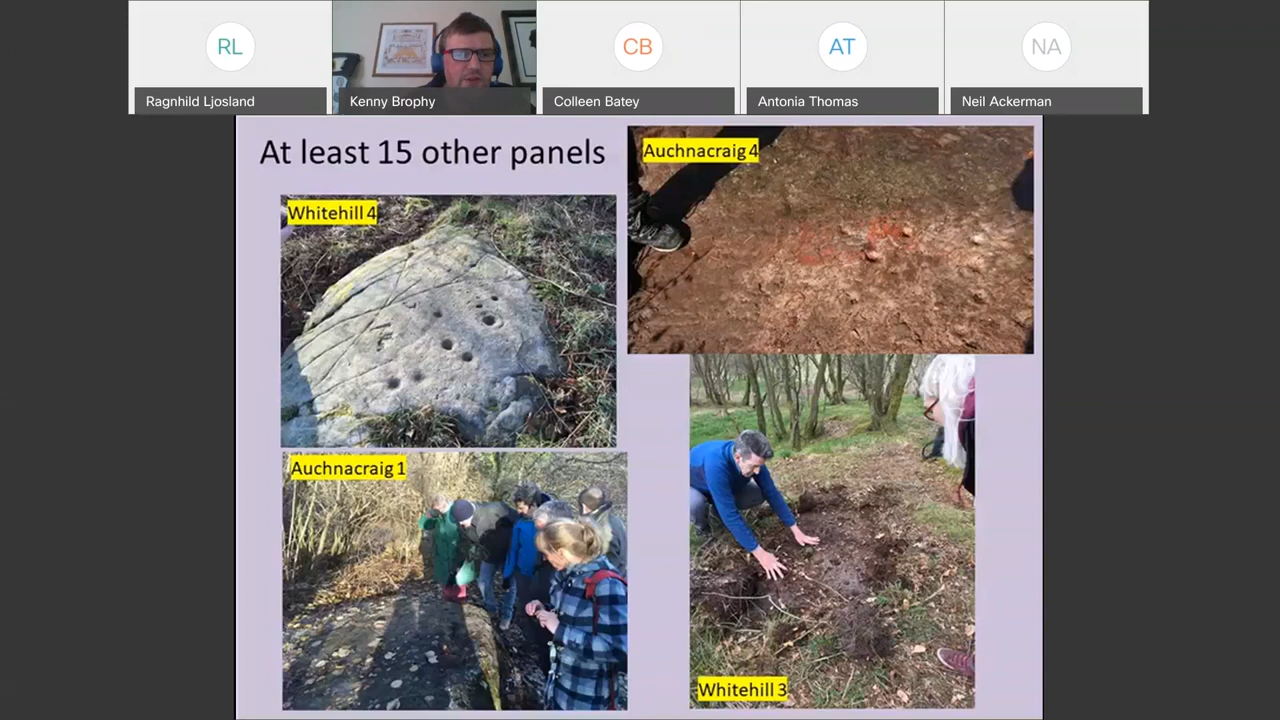 RL
CB
AT
NA
Ragnhild Ljosland
Kenny Brophy
Colleen Batey
Antonia Thomas
Neil Ackerman
At least 15 other panels
Auchnacraig 4
Whitehill 4
Auchnacraig 1
Whitehill 3